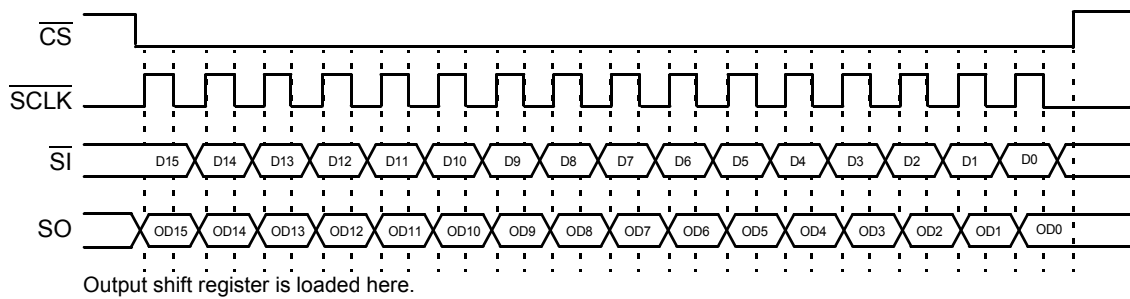 CS
SCLK
SI D15 D14 D13 D12 D11 D10 D9 D8 D7 D6 D5 D4 D3 D2 D1 D0
SO OD15 OD14 OD13 OD12 OD11 OD10 OD9 OD8 OD7 OD6 OD5 OD4 OD3 OD2 OD1 OD0
Output shift register is loaded here.